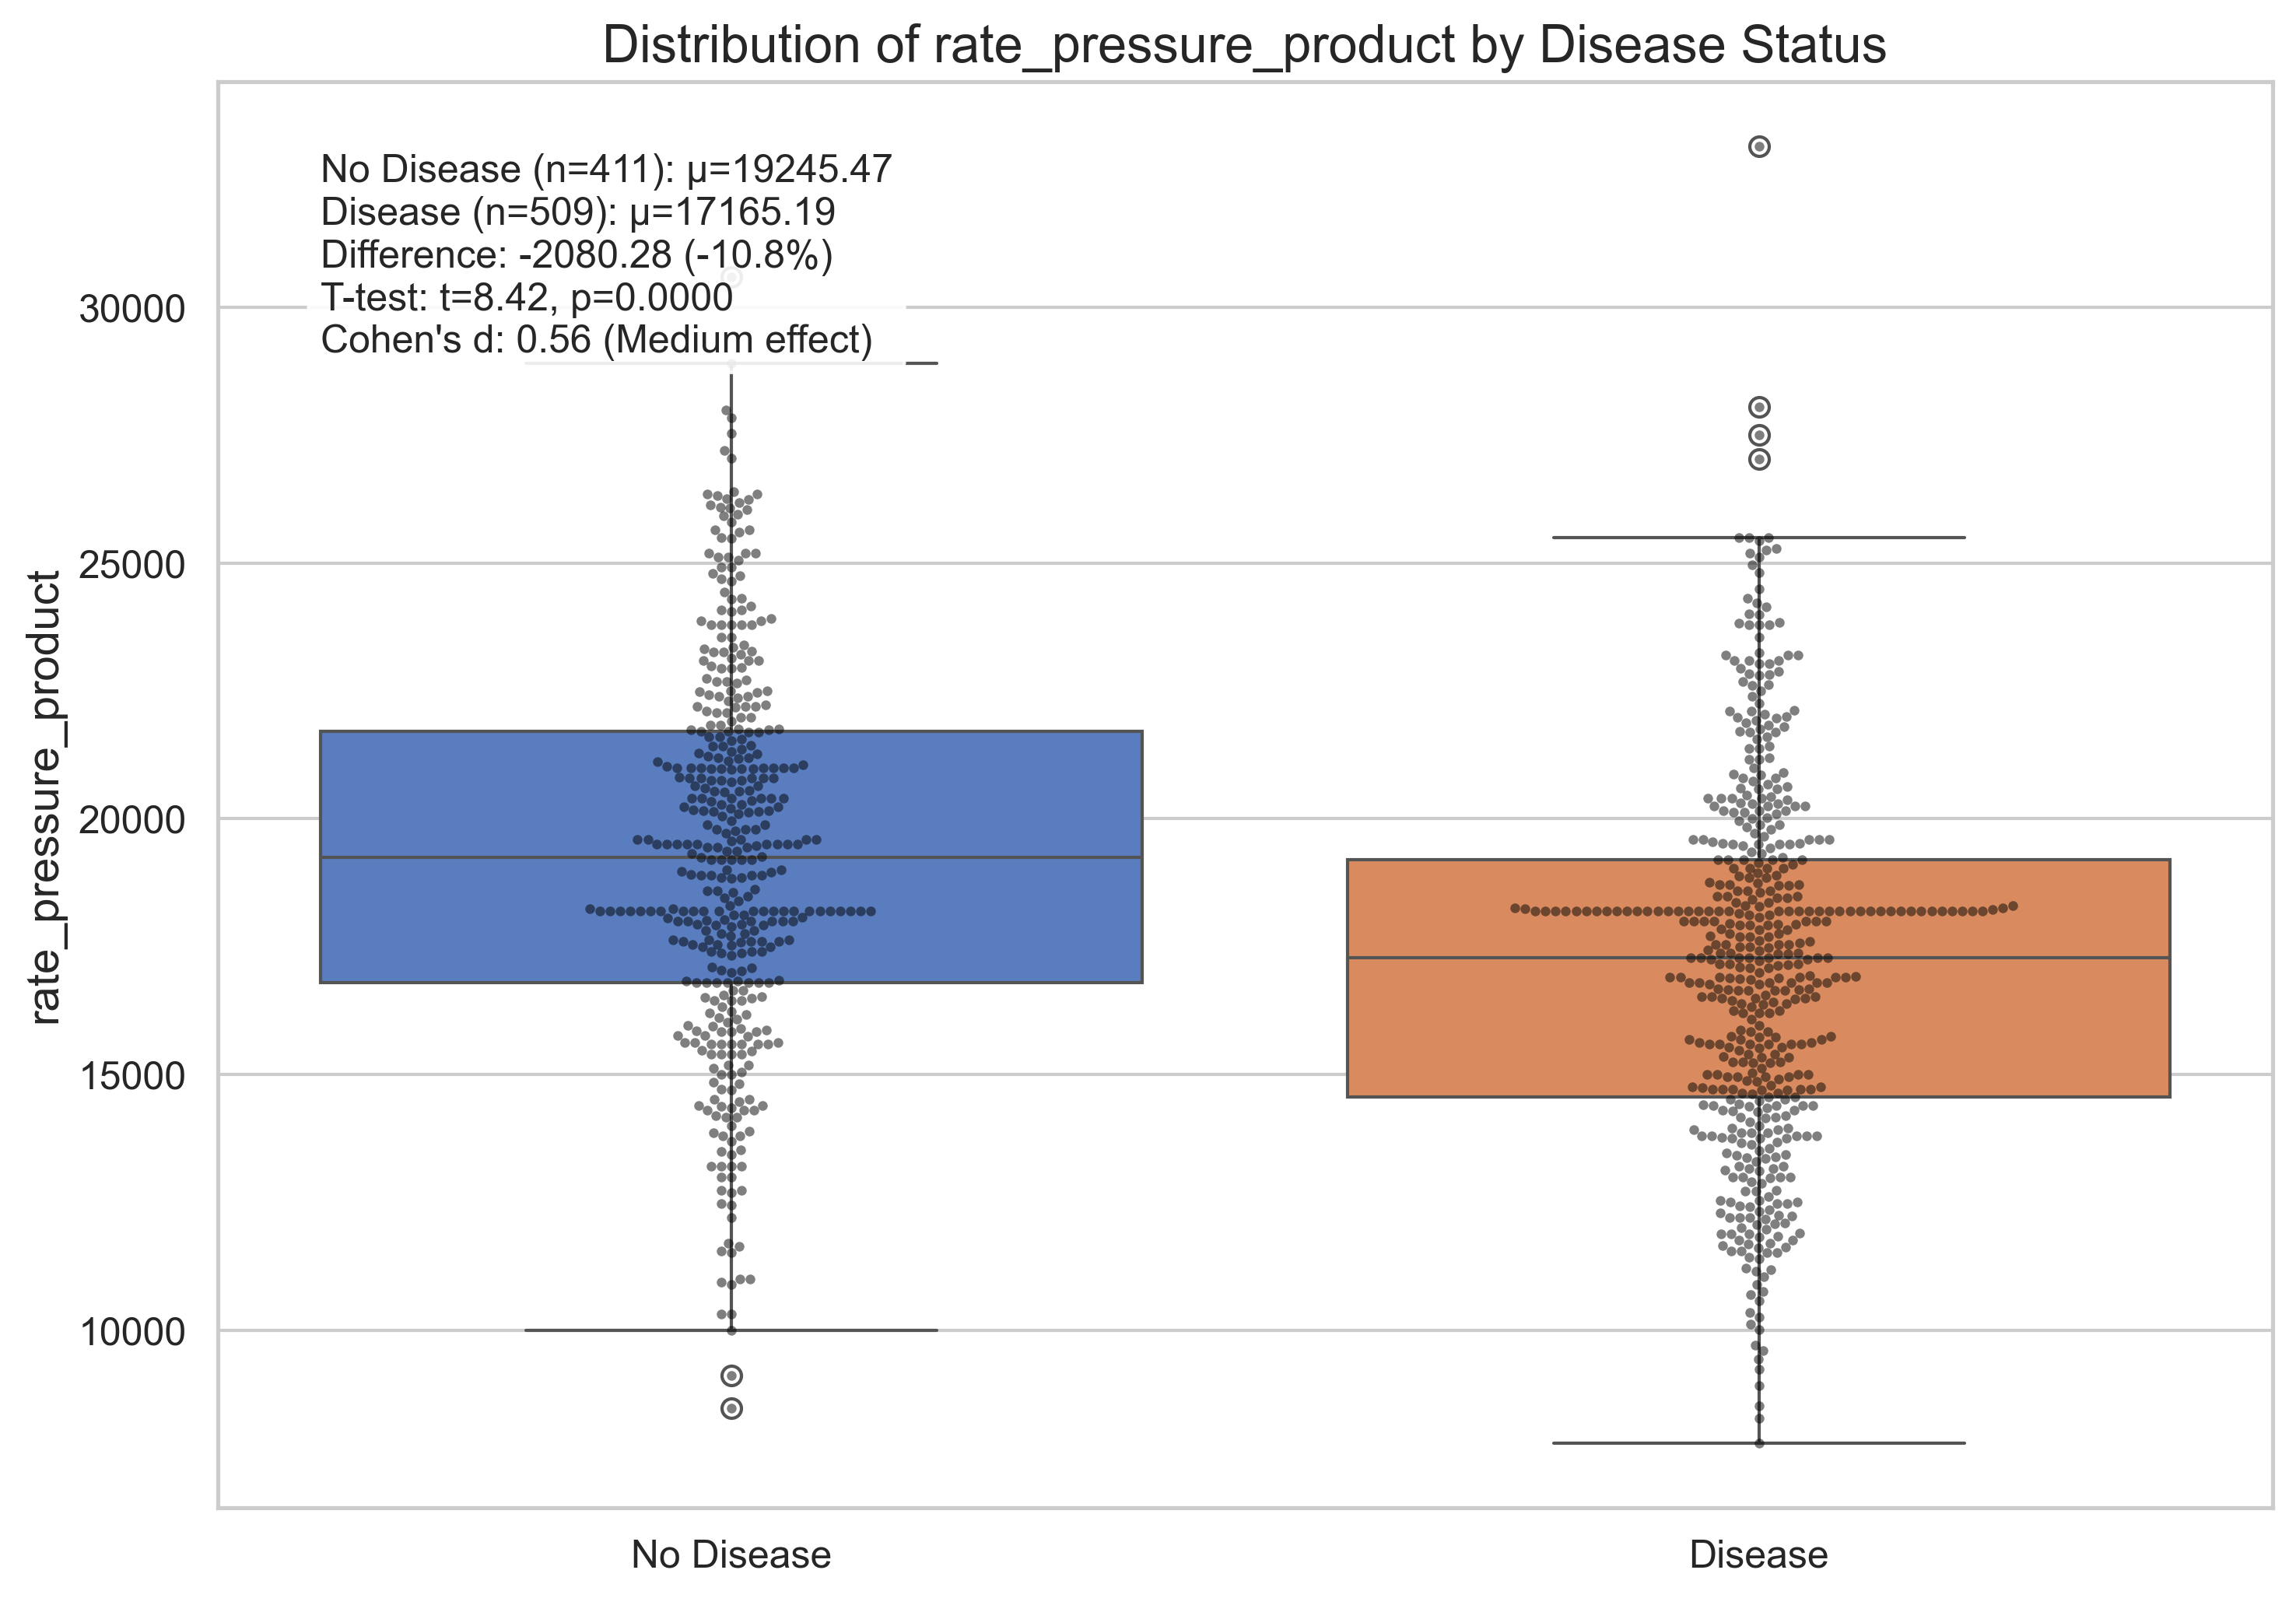 Distribution of rate_pressure_product by Disease Status
No Disease (n=411): μ=19245.47
Disease (n=509): μ=17165.19
Difference: -2080.28 (-10.8%)
T-test: t=8.42, p=0.0000
Cohen's d: 0.56 (Medium effect)
rate_pressure_product
30000
25000
20000
15000
10000
No Disease
Disease